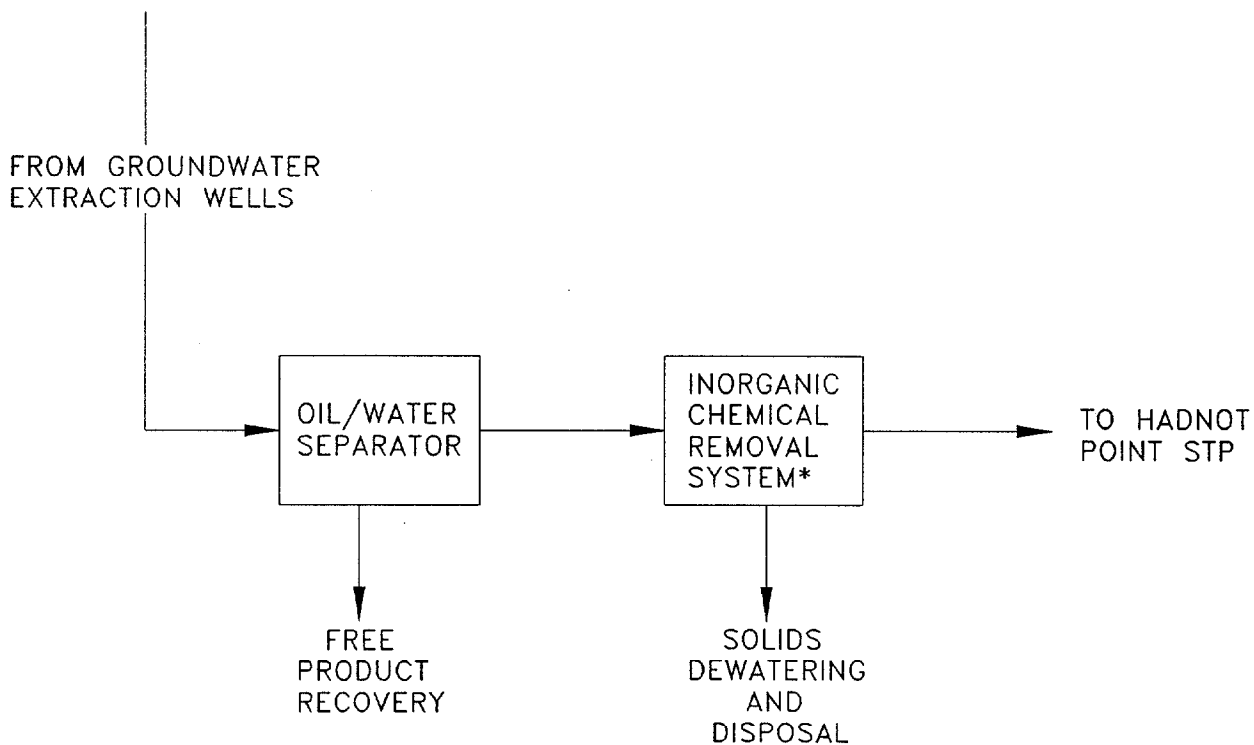 FROM GROUNDWATER
EXTRACTION WELLS
OIL/WATER
SEPARATOR
INORGANIC
CHEMICAL
REMOVAL
SYSTEM*
TO HADNOT
POINT STP
FREE
PRODUCT
RECOVERY
SOLIDS
DEWATERING
AND
DISPOSAL